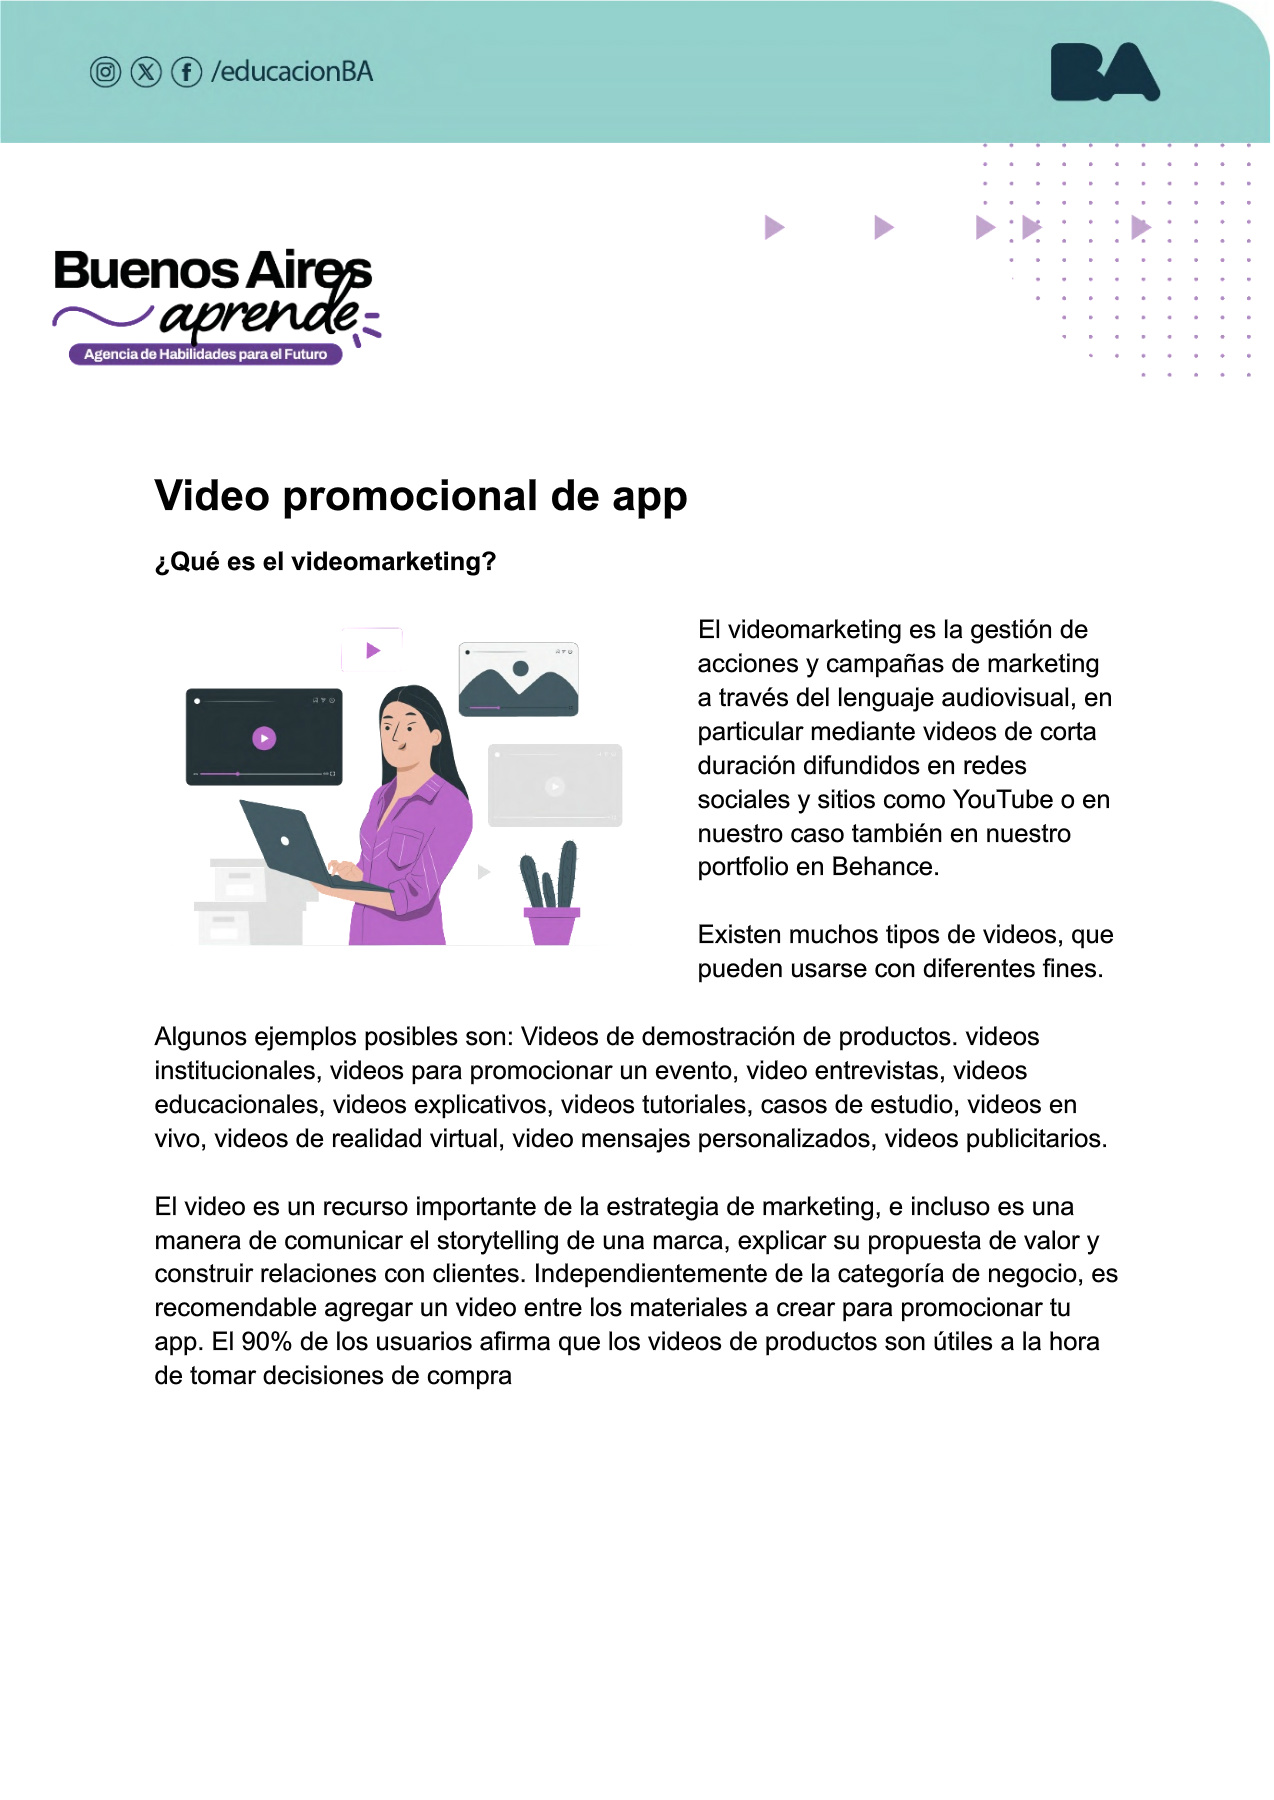 /educacionBA
BA
Buenos Aires
aprende
Agencia de Habilidades para el Futuro
Video promocional de app
¿Qué es el videomarketing?
El videomarketing es la gestión de
acciones y campañas de marketing
a través del lenguaje audiovisual, en
particular mediante videos de corta
duración difundidos en redes
sociales y sitios como YouTube o en
nuestro caso también en nuestro
portfolio en Behance.
Existen muchos tipos de videos, que
pueden usarse con diferentes fines.
Algunos ejemplos posibles son: Videos de demostración de productos. videos
institucionales, videos para promocionar un evento, video entrevistas, videos
educacionales, videos explicativos, videos tutoriales, casos de estudio, videos en
vivo, videos de realidad virtual, video mensajes personalizados, videos publicitarios.
El video es un recurso importante de la estrategia de marketing, e incluso es una
manera de comunicar el storytelling de una marca, explicar su propuesta de valor y
construir relaciones con clientes. Independientemente de la categoría de negocio, es
recomendable agregar un video entre los materiales a crear para promocionar tu
app. El 90% de los usuarios afirma que los videos de productos son útiles a la hora
de tomar decisiones de compra